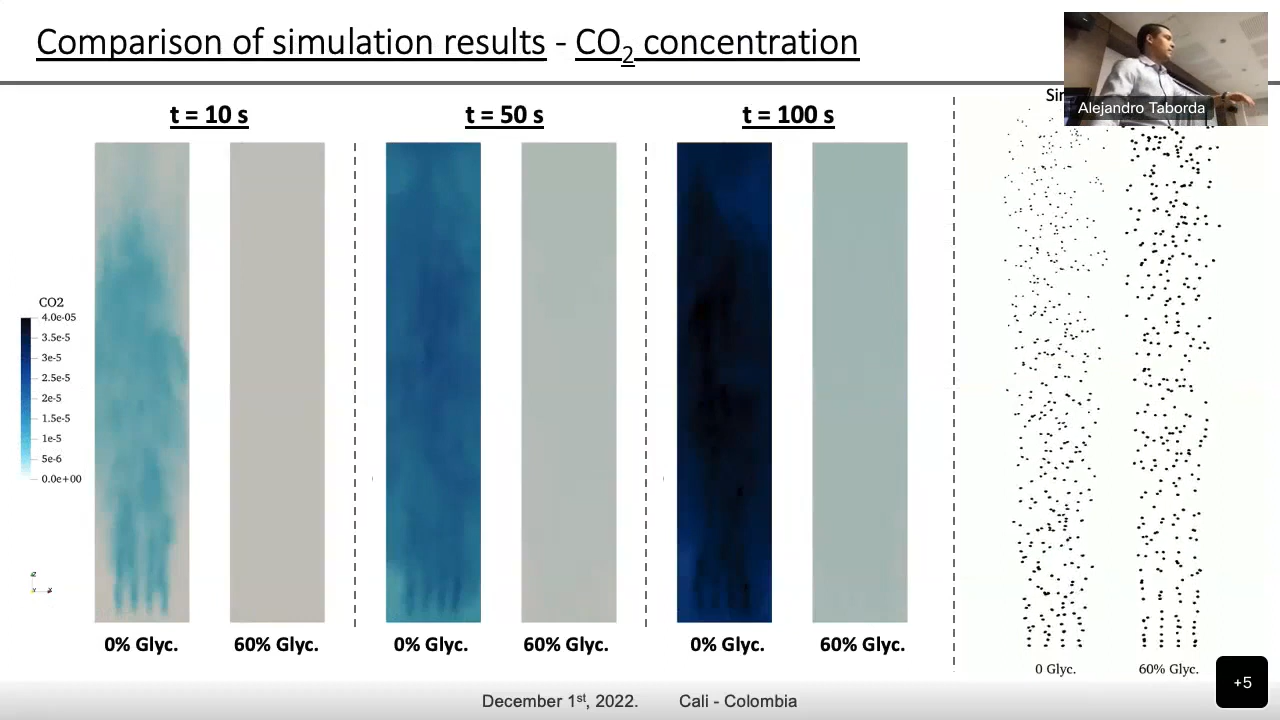 Comparison of simulation results - CO₂ concentration
Alejandro Taborda
t = 10 s
t = 50 s
t = 100 s
CO2
4.0e-05
3.5e-5
3e-5
2.5e-5
2e-5
1.5e-5
1e-5
5e-6
0.0e+00
0% Glyc.
60% Glyc.
0% Glyc.
60% Glyc.
0% Glyc.
60% Glyc.
0 Glyc.
60% Glyc.
+5
December 1st, 2022. Cali - Colombia